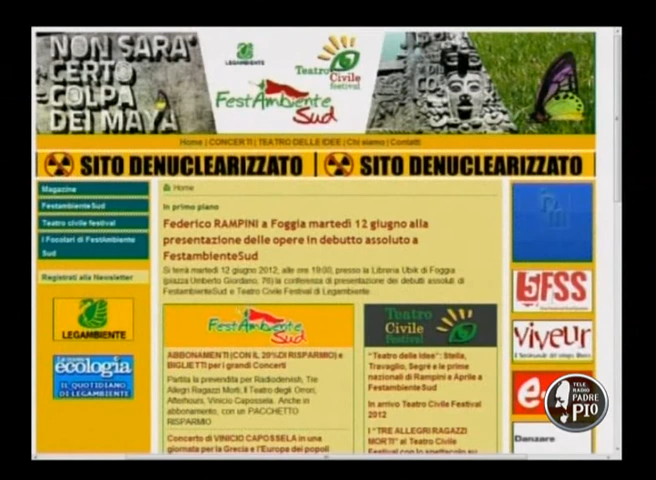 NON SARA'
CERTO
COLPA
DEI MAYA
LEGAMBIENTE
Teatro
Civile
festival
FestAmbiente
Sud
Home | CONCERTI | TEATRO DELLE IDEE | Chi siamo | Contatti
SITO DENUCLEARIZZATO | SITO DENUCLEARIZZATO
Magazine
FestambienteSud
Teatro civile festival
I Focolari di FestAmbiente
Sud
Registrati alla Newsletter
LEGAMBIENTE
ecologia
IL QUOTIDIANO
DI LEGAMBIENTE
Home
In primo piano
Federico RAMPINI a Foggia martedì 12 giugno alla
presentazione delle opere in debutto assoluto a
FestambienteSud
Si terrà martedì 12 giugno 2012, alle ore 19:00, presso la Libreria Ubik di Foggia
(piazza Umberto Giordano, 76) la conferenza di presentazione dei debutti assoluti di
FestambienteSud e Teatro Civile Festival di Legambiente.
FestAmbiente
Sud
ABBONAMENTI (CON IL 20%DI RISPARMIO) e
BIGLIETTI per i grandi Concerti
Partita la prevendita per Radiodervish, Tre
Allegri Ragazzi Morti, Il Teatro degli Orrori,
Afterhours, Vinicio Capossela. Anche in
abbonamento, con un PACCHETTO
RISPARMIO
Concerto di VINICIO CAPOSSELA in una
giornata per la Grecia e l'Europa dei popoli
Teatro
Civile
Festival
"Teatro delle Idee": Stella,
Travaglio, Segrè e le prime
nazionali di Rampini e Aprile a
FestambienteSud
In arrivo Teatro Civile Festival
2012
I "TRE ALLEGRI RAGAZZI
MORTI" al Teatro Civile
Festival con lo spettacolo su
5FSS
viveur
e
Danzare
TELE
RADIO
PADRE
PIO